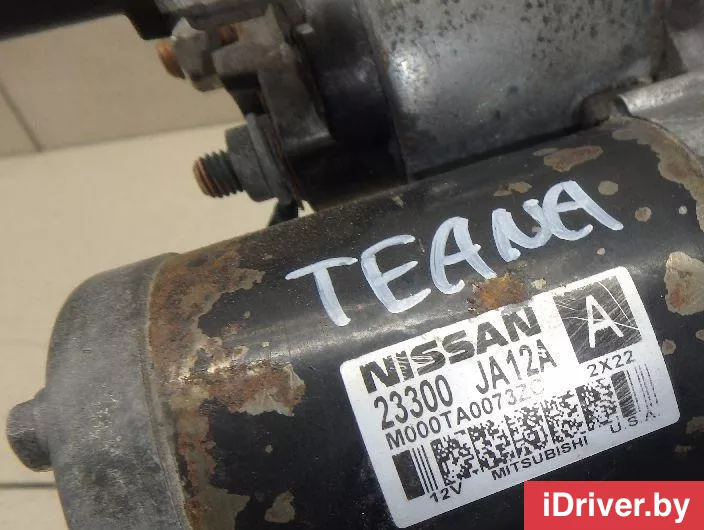 TEANA
NISSAN
A
23300 JA12A
2X22
M000TA0073ZC
12V MITSUBISHI U.S.A.
iDriver.by